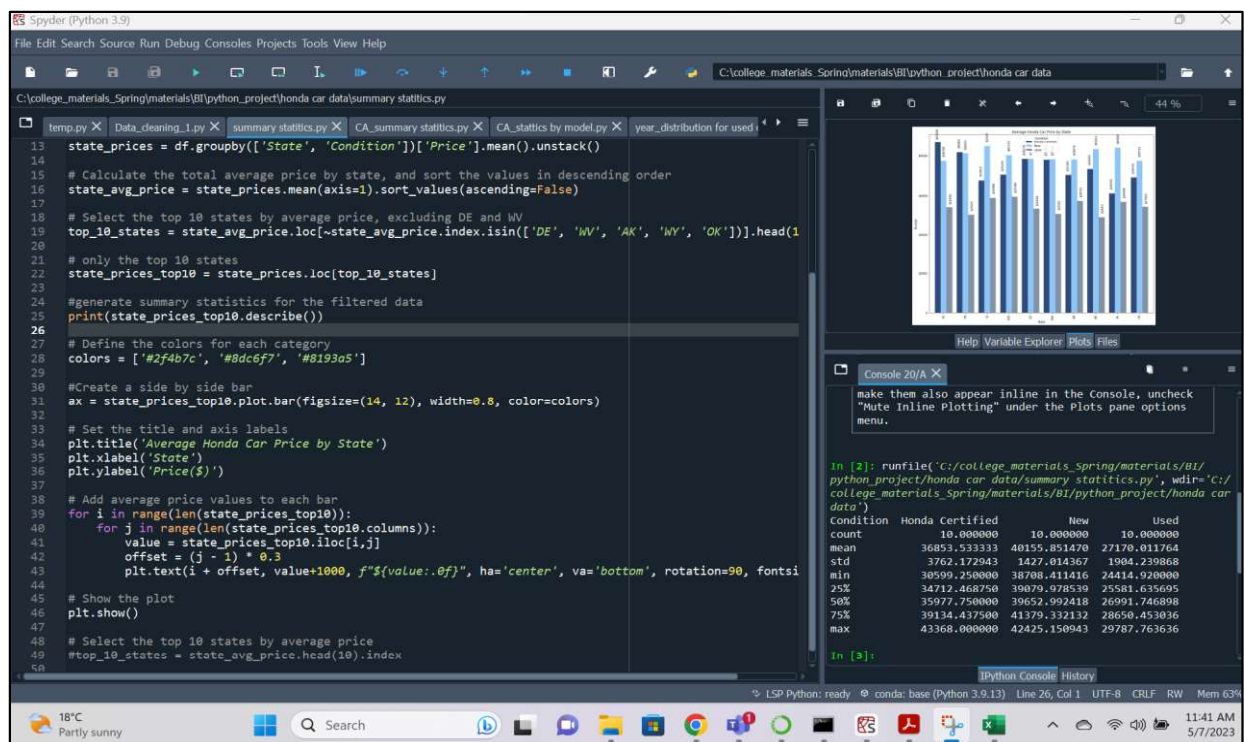 Spyder (Python 3.9)
File Edit Search Source Run Debug Consoles Projects Tools View Help
C:\college_materials_Spring\materials\BI\python_project\honda car data
C:\college_materials_Spring\materials\BI\python_project\honda car data\summary statitics.py
temp.py X Data_cleaning_1.py X summary statitics.py X CA_summary statitics.py X CA_stattics by model.py X year_distribution for used
13 state_prices = df.groupby(['State', 'Condition'])['Price'].mean().unstack()
14
15 # Calculate the total average price by state, and sort the values in descending order
16 state_avg_price = state_prices.mean(axis=1).sort_values(ascending=False)
17
18 # Select the top 10 states by average price, excluding DE and WV
19 top_10_states = state_avg_price.loc[~state_avg_price.index.isin(['DE', 'WV', 'AK', 'WY', 'OK'])].head(1
20
21 # only the top 10 states
22 state_prices_top10 = state_prices.loc[top_10_states]
23
24 #generate summary statistics for the filtered data
25 print(state_prices_top10.describe())
26
27 # Define the colors for each category
28 colors = ['#2f4b7c', '#8dc6f7', '#8193a5']
29
30 #Create a side by side bar
31 ax = state_prices_top10.plot.bar(figsize=(14, 12), width=0.8, color=colors)
32
33 # Set the title and axis labels
34 plt.title('Average Honda Car Price by State')
35 plt.xlabel('State')
36 plt.ylabel('Price($)')
37
38 # Add average price values to each bar
39 for i in range(len(state_prices_top10)):
40 for j in range(len(state_prices_top10.columns)):
41 value = state_prices_top10.iloc[i,j]
42 offset = (j - 1) * 0.3
43 plt.text(i + offset, value+1000, f"${value:.0f}", ha='center', va='bottom', rotation=90, fontsi
44
45 # Show the plot
46 plt.show()
47
48 # Select the top 10 states by average price
49 #top_10_states = state_avg_price.head(10).index
50
44 %
Average Honda Car Price by State
Help Variable Explorer Plots Files
Console 20/A X
make them also appear inline in the Console, uncheck
"Mute Inline Plotting" under the Plots pane options
menu.
In [2]: runfile('C:/college_materials_Spring/materials/BI/
python_project/honda car data/summary statitics.py', wdir='C:/
college_materials_Spring/materials/BI/python_project/honda car
data')
Condition Honda Certified New Used
count 10.000000 10.000000 10.000000
mean 36853.533333 40155.851470 27170.011764
std 3762.172943 1427.014367 1904.239868
min 30599.250000 38708.411416 24414.920000
25% 34712.468750 39079.978539 25581.635695
50% 35977.750000 39652.992418 26991.746898
75% 39134.437500 41379.332132 28650.453036
max 43368.000000 42425.150943 29787.763636
In [3]:
IPython Console History
LSP Python: ready conda: base (Python 3.9.13) Line 26, Col 1 UTF-8 CRLF RW Mem 63%
18°C
Partly sunny
Search
11:41 AM
5/7/2023